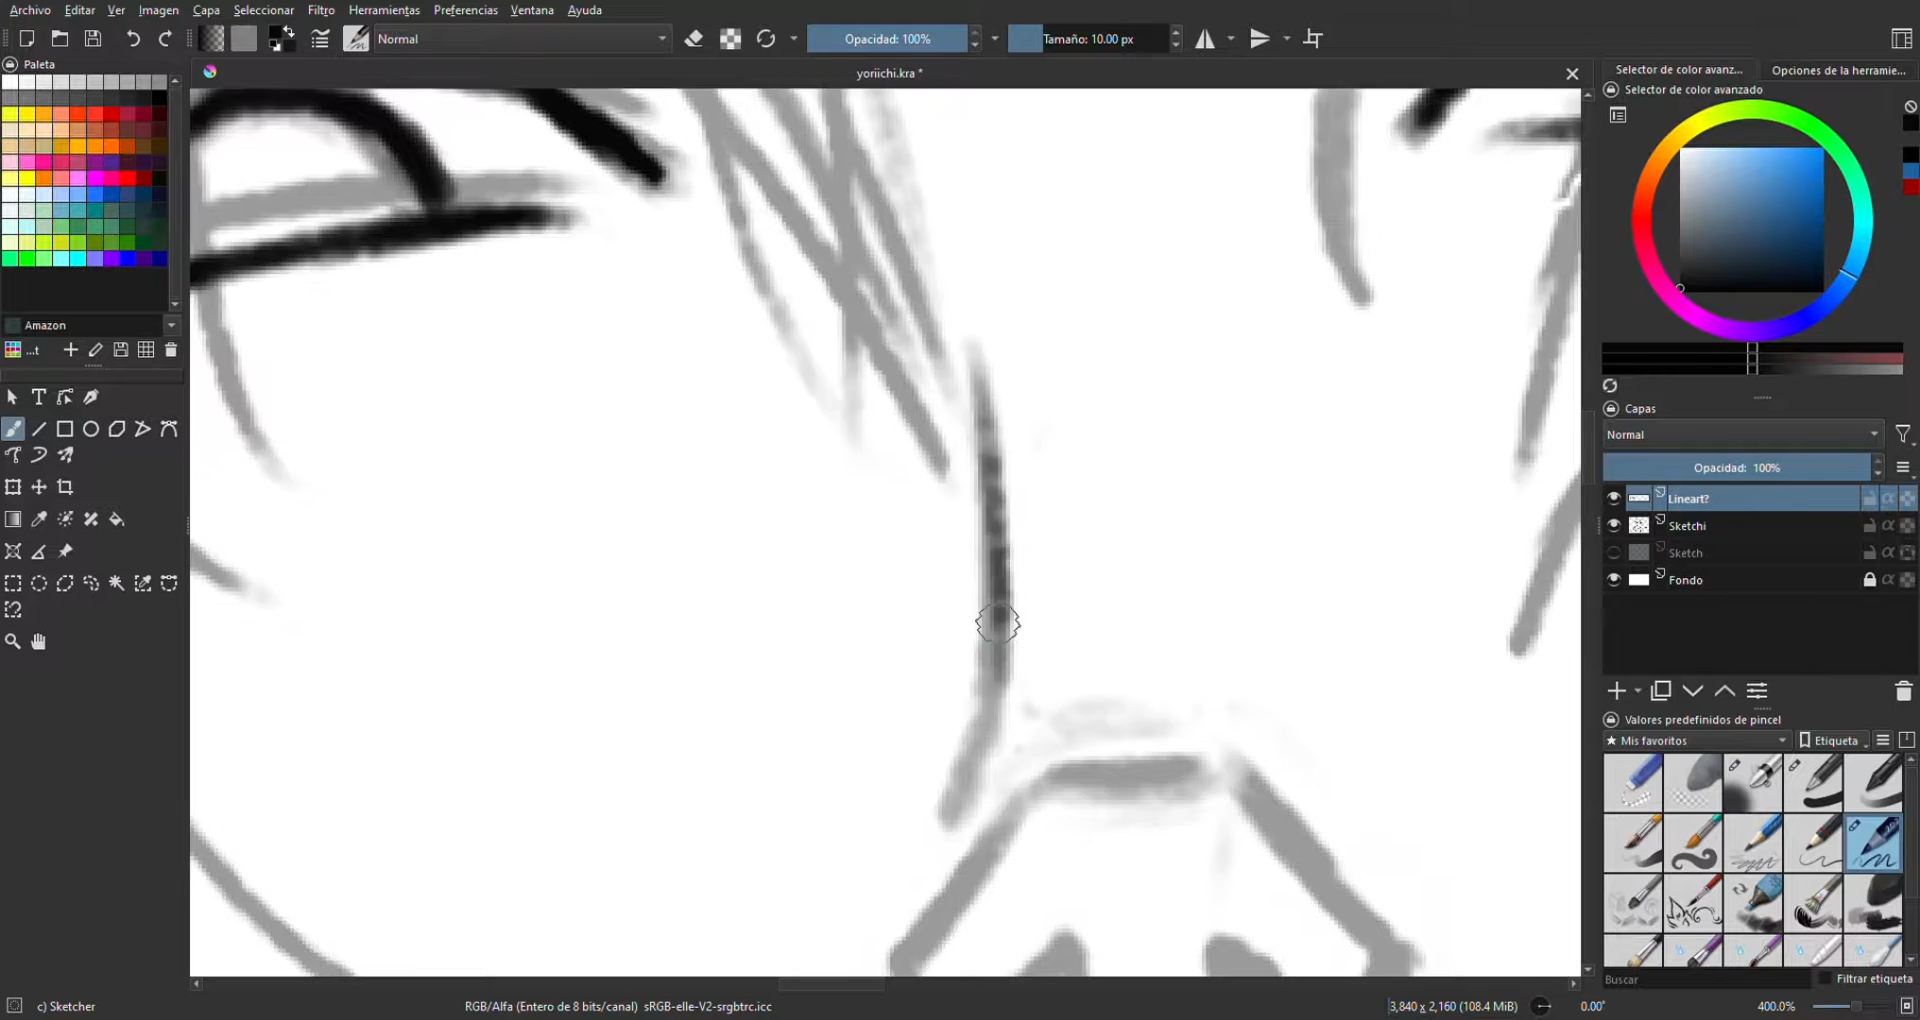 Archivo Editar Ver Imagen Capa Seleccionar Filtro Herramientas Preferencias Ventana Ayuda
Normal Opacidad: 100% Tamaño: 10.00 px
Paleta
yoriichi.kra *
Selector de color avanz... Opciones de la herramie...
Selector de color avanzado
Amazon
...t
Capas
Normal
Opacidad: 100%
Lineart?
Sketchi
Sketch
Fondo
Valores predefinidos de pincel
★ Mis favoritos Etiqueta
Buscar Filtrar etiqueta
c) Sketcher RGB/Alfa (Entero de 8 bits/canal) sRGB-elle-V2-srgbtrc.icc 3,840 x 2,160 (108.4 MiB) 0.00° 400.0%